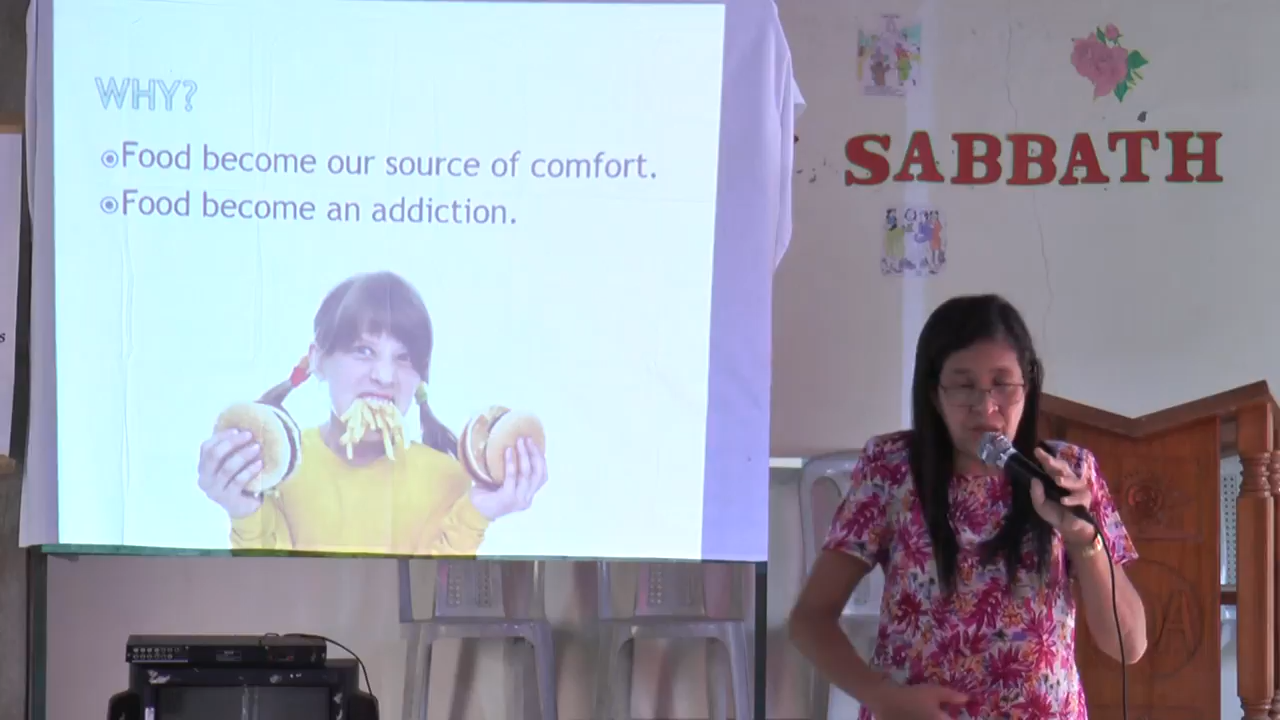 WHY?
Food become our source of comfort.
Food become an addiction.
SABBATH
s
A